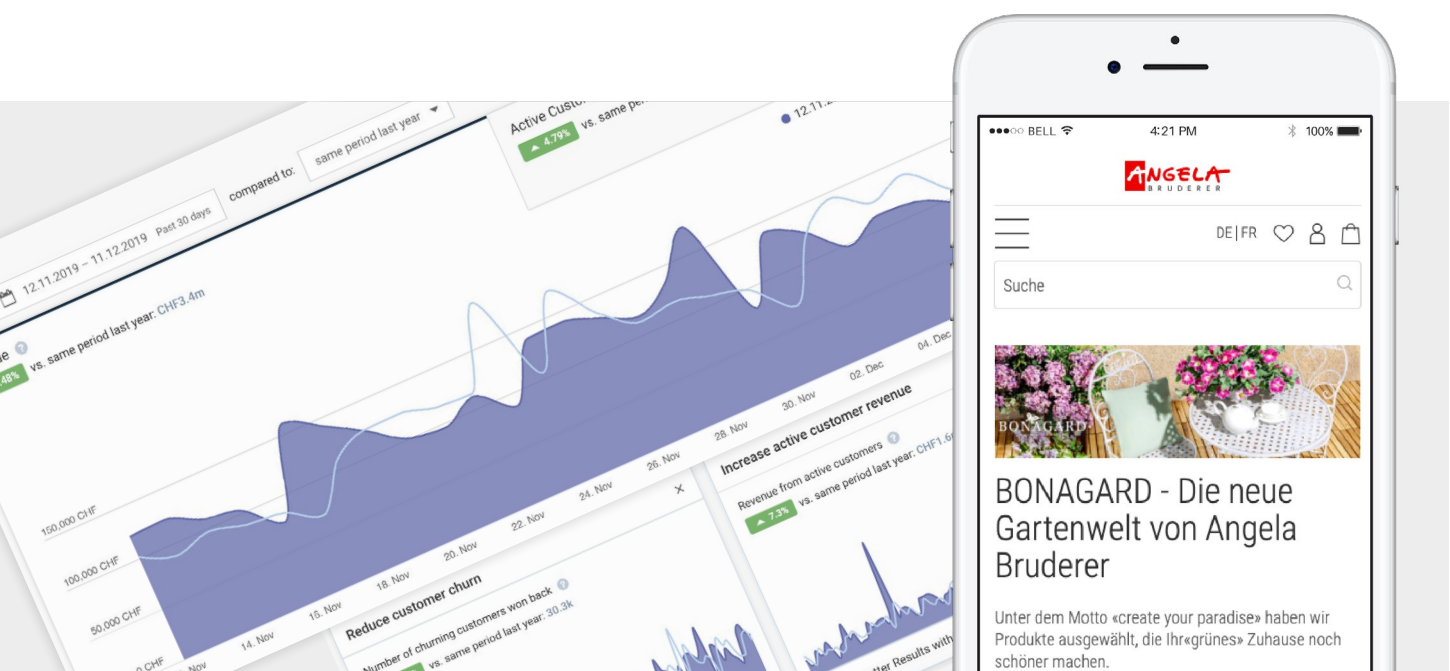 compared to:
same period last year
12.11.2019 – 11.12.2019 Past 30 days
Active
4.79% vs. same
12.11.
vs. same period last year: CHF3.4m
150,000 CHF
100,000 CHF
50,000 CHF
CHF
Nov
14. Nov
16. Nov
18. Nov
20. Nov
22. Nov
24. Nov
26. Nov
28. Nov
30. Nov
02. Dec
04. Dec
Reduce customer churn
Number of churning customers won back
vs. same period last year: 30.3k
Increase active customer revenue
Revenue from active customers
7.3% vs. same period last year:
Results with
BELL
4:21 PM
100%
ANGELA
BRUDERER
DE|FR
Suche
BONAGARD
BONAGARD - Die neue
Gartenwelt von Angela
Bruderer
Unter dem Motto «create your paradise» haben wir
Produkte ausgewählt, die Ihr«grünes» Zuhause noch
schöner machen.